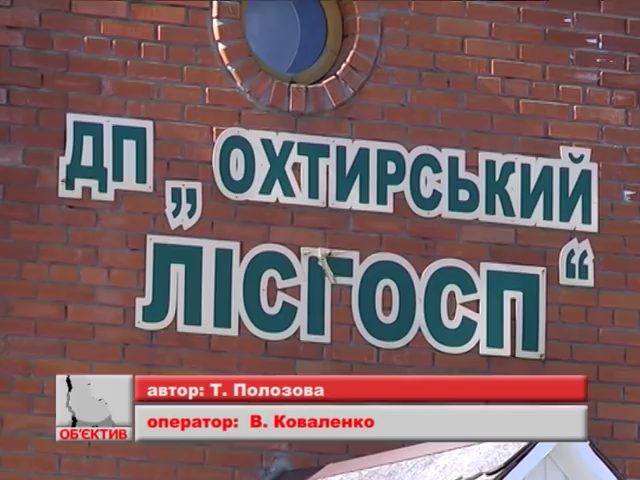 ДП „ ОХТИРСЬКИЙ
ЛІСГОСП “
автор: Т. Полозова
оператор: В. Коваленко
ОБ'ЄКТИВ